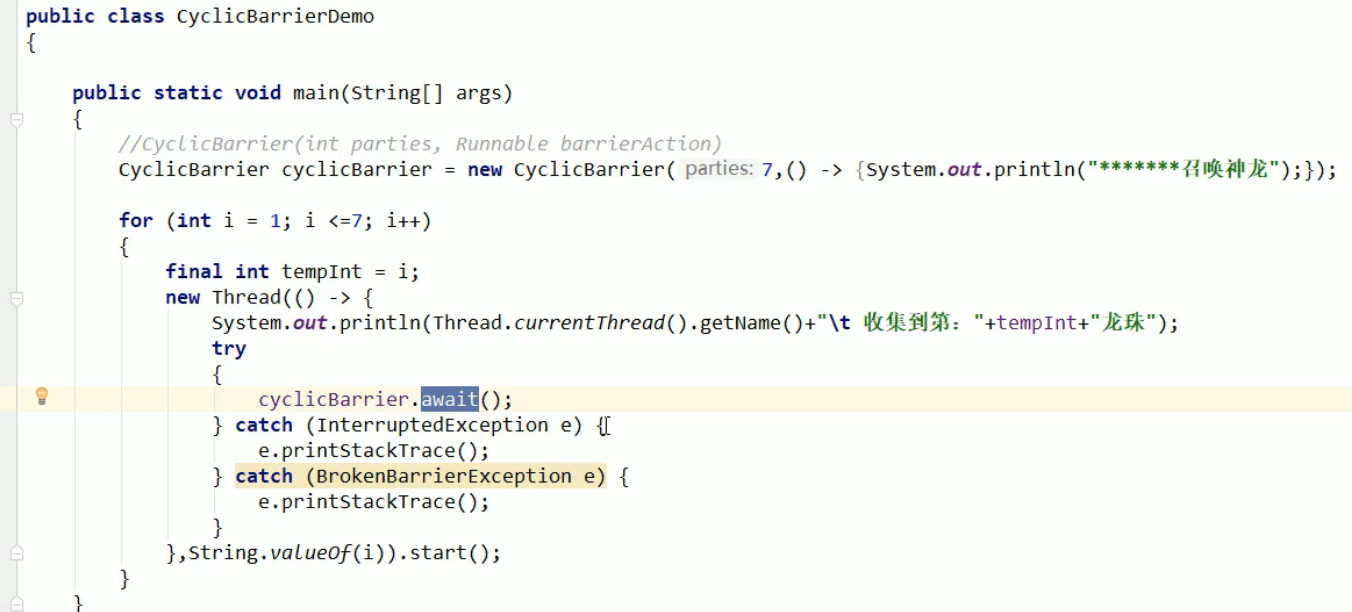 public class CyclicBarrierDemo
{
public static void main(String[] args)
{
//CyclicBarrier(int parties, Runnable barrierAction)
CyclicBarrier cyclicBarrier = new CyclicBarrier( parties: 7,() -> {System.out.println("*******召唤神龙");});
for (int i = 1; i <=7; i++)
{
final int tempInt = i;
new Thread(() -> {
System.out.println(Thread.currentThread().getName()+"\t 收集到第："+tempInt+"龙珠");
try
{
cyclicBarrier.await();
} catch (InterruptedException e) {
e.printStackTrace();
} catch (BrokenBarrierException e) {
e.printStackTrace();
}
},String.valueOf(i)).start();
}
}